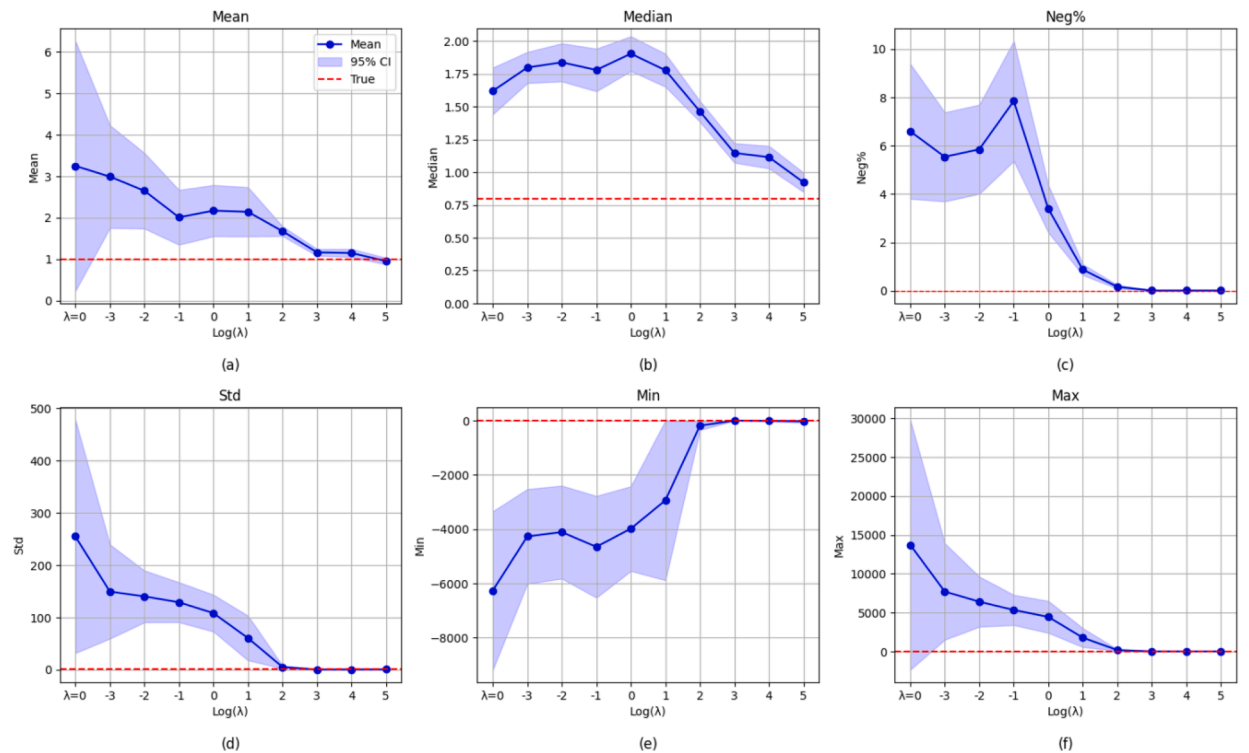 Mean
Mean
95% CI
True
6
5
4
3
2
1
0
Mean
λ=0 -3 -2 -1 0 1 2 3 4 5
Log(λ)
(a)
Median
2.00
1.75
1.50
1.25
1.00
0.75
0.50
0.25
0.00
Median
λ=0 -3 -2 -1 0 1 2 3 4 5
Log(λ)
(b)
Neg%
10
8
6
4
2
0
Neg%
λ=0 -3 -2 -1 0 1 2 3 4 5
Log(λ)
(c)
Std
500
400
300
200
100
0
Std
λ=0 -3 -2 -1 0 1 2 3 4 5
Log(λ)
(d)
Min
0
−2000
−4000
−6000
−8000
Min
λ=0 -3 -2 -1 0 1 2 3 4 5
Log(λ)
(e)
Max
30000
25000
20000
15000
10000
5000
0
Max
λ=0 -3 -2 -1 0 1 2 3 4 5
Log(λ)
(f)